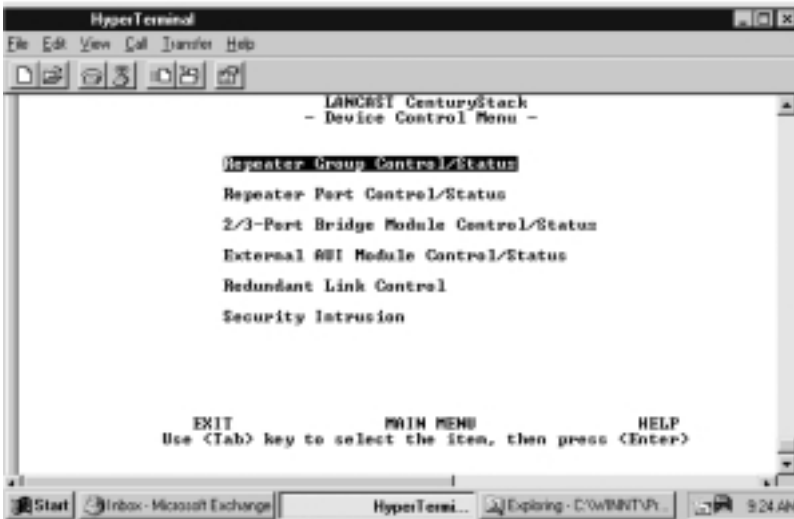 HyperTerminal
File Edit View Call Transfer Help
LANCAST CenturyStack
- Device Control Menu -
Repeater Group Control/Status
Repeater Port Control/Status
2/3-Port Bridge Module Control/Status
External AUI Module Control/Status
Redundant Link Control
Security Intrusion
EXIT MAIN MENU HELP
Use <Tab> key to select the item, then press <Enter>
Start Inbox - Microsoft Exchange HyperTermi... Exploring - C:\WINNT\Pr... 9:24 AM